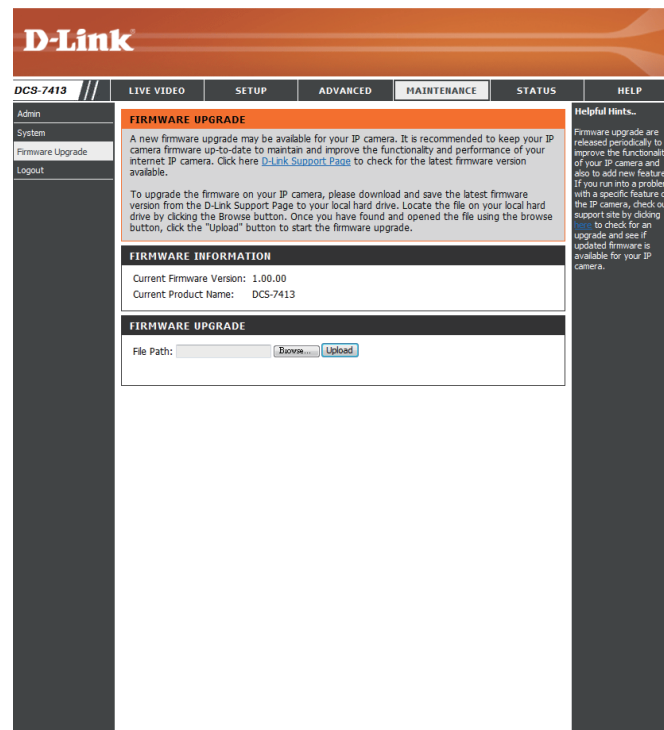 D-Link
DCS-7413
LIVE VIDEO
SETUP
ADVANCED
MAINTENANCE
STATUS
HELP
Admin
System
Firmware Upgrade
Logout
FIRMWARE UPGRADE
A new firmware upgrade may be available for your IP camera. It is recommended to keep your IP
camera firmware up-to-date to maintain and improve the functionality and performance of your
internet IP camera. Click here D-Link Support Page to check for the latest firmware version
available.
To upgrade the firmware on your IP camera, please download and save the latest firmware
version from the D-Link Support Page to your local hard drive. Locate the file on your local hard
drive by clicking the Browse button. Once you have found and opened the file using the browse
button, click the "Upload" button to start the firmware upgrade.
FIRMWARE INFORMATION
Current Firmware Version: 1.00.00
Current Product Name: DCS-7413
FIRMWARE UPGRADE
File Path: Browse... Upload
Helpful Hints..
Firmware upgrade are
released periodically to
improve the functionalit
of your IP camera and
also to add new feature
If you run into a problem
with a specific feature o
the IP camera, check ou
support site by clicking
here to check for an
upgrade and see if
updated firmware is
available for your IP
camera.